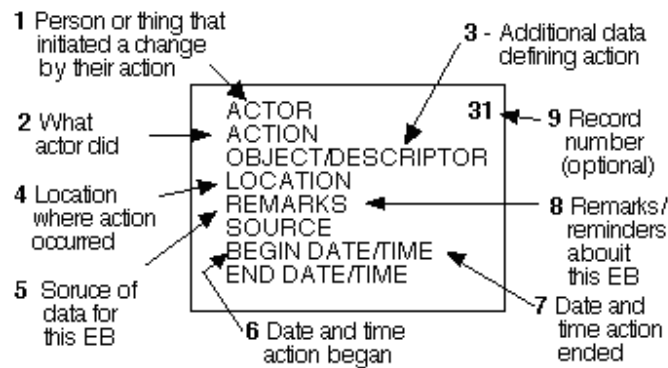 1 Person or thing that
initiated a change
by their action
3 - Additional data
defining action
2 What
actor did
4 Location
where action
occurred
5 Soruce of
data for
this EB
ACTOR
31
ACTION
OBJECT/DESCRIPTOR
LOCATION
REMARKS
SOURCE
BEGIN DATE/TIME
END DATE/TIME
9 Record
number
(optional)
8 Remarks/
reminders
abouit
this EB
7 Date and
time action
ended
6 Date and time
action began